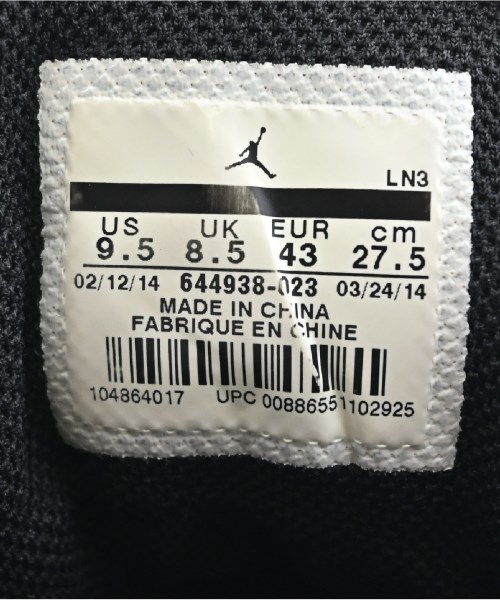 LN3
US UK EUR cm
9.5 8.5 43 27.5
02/12/14 644938-023 03/24/14
MADE IN CHINA
FABRIQUE EN CHINE
104864017 UPC 00886551102925